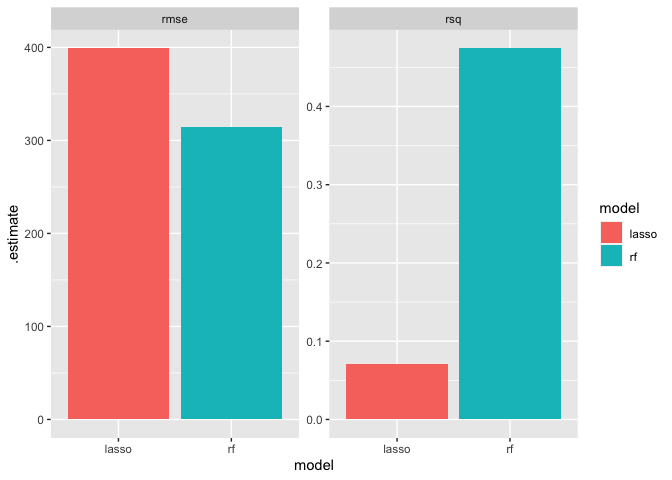 rmse
rsq
.estimate
400
300
200
100
0
0.4
0.3
0.2
0.1
0.0
lasso
rf
lasso
rf
model
model
lasso
rf